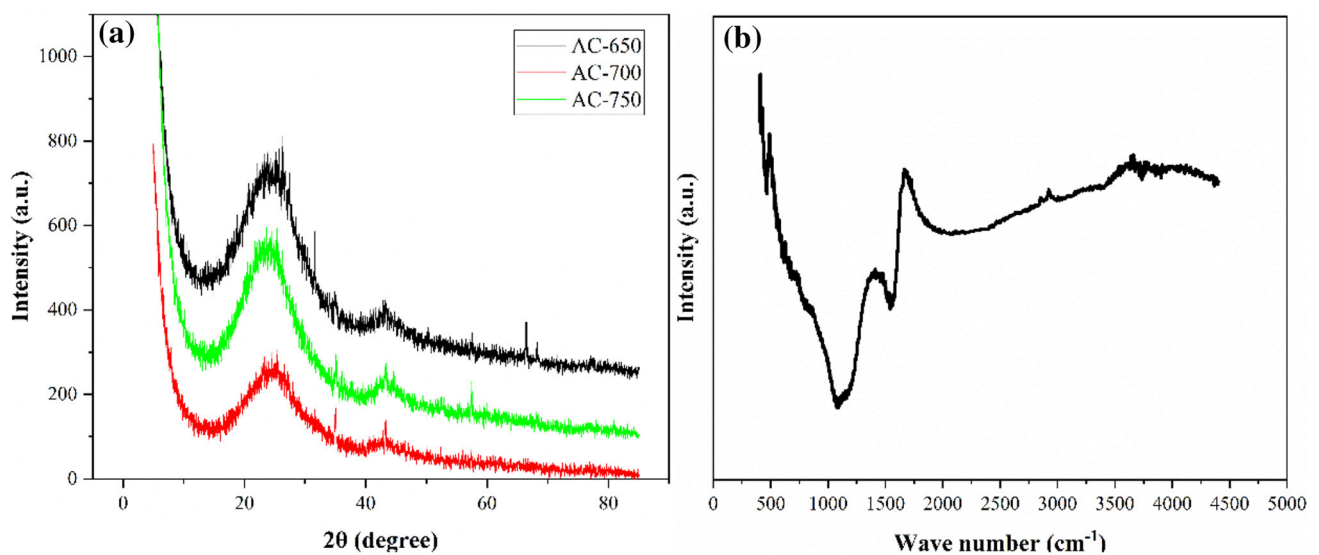 (a)
1000
800
600
400
200
0
Intensity (a.u.)
AC-650
AC-700
AC-750
0 20 40 60 80
2θ (degree)
(b)
Intensity (a.u.)
0 500 1000 1500 2000 2500 3000 3500 4000 4500 5000
Wave number (cm⁻¹)